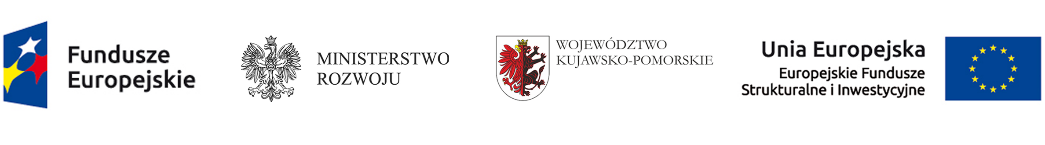 Fundusze
Europejskie
MINISTERSTWO
ROZWOJU
WOJEWÓDZTWO
KUJAWSKO-POMORSKIE
Unia Europejska
Europejskie Fundusze
Strukturalne i Inwestycyjne